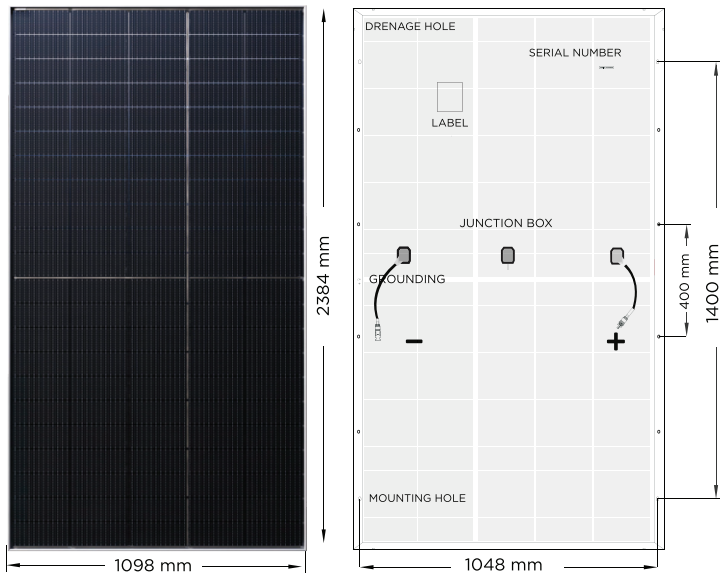 DRENAGE HOLE
SERIAL NUMBER
LABEL
JUNCTION BOX
GROUNDING
MOUNTING HOLE
2384 mm
400 mm
1400 mm
1098 mm
1048 mm